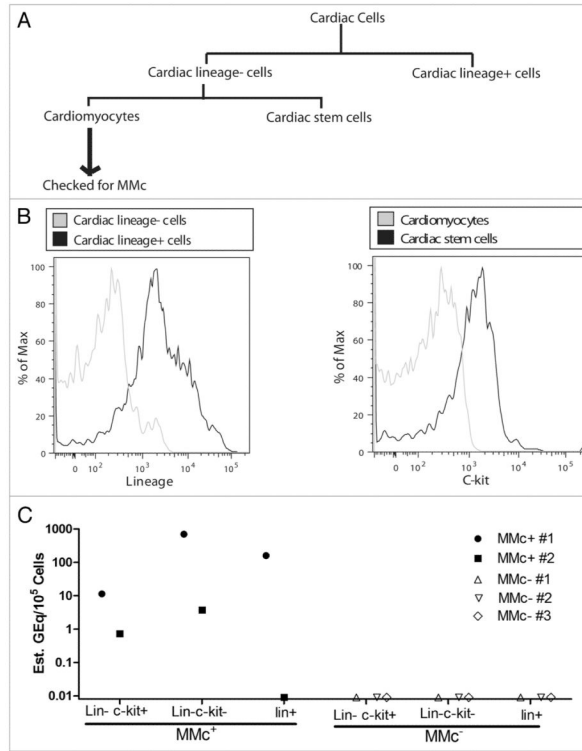 A
Cardiac Cells
Cardiac lineage- cells
Cardiac lineage+ cells
Cardiomyocytes
Cardiac stem cells
Checked for MMc
B
Cardiac lineage- cells
Cardiac lineage+ cells
Cardiomyocytes
Cardiac stem cells
100
80
60
40
20
0
% of Max
0 10² 10³ 10⁴ 10⁵
Lineage
100
80
60
40
20
0
% of Max
0 10² 10³ 10⁴ 10⁵
C-kit
C
Est. GEq/10⁵ Cells
1000
100
10
1
0.1
0.01
MMc+ #1
MMc+ #2
MMc- #1
MMc- #2
MMc- #3
Lin- c-kit+ Lin-c-kit- lin+ Lin- c-kit+ Lin-c-kit- lin+
MMc⁺ MMc⁻